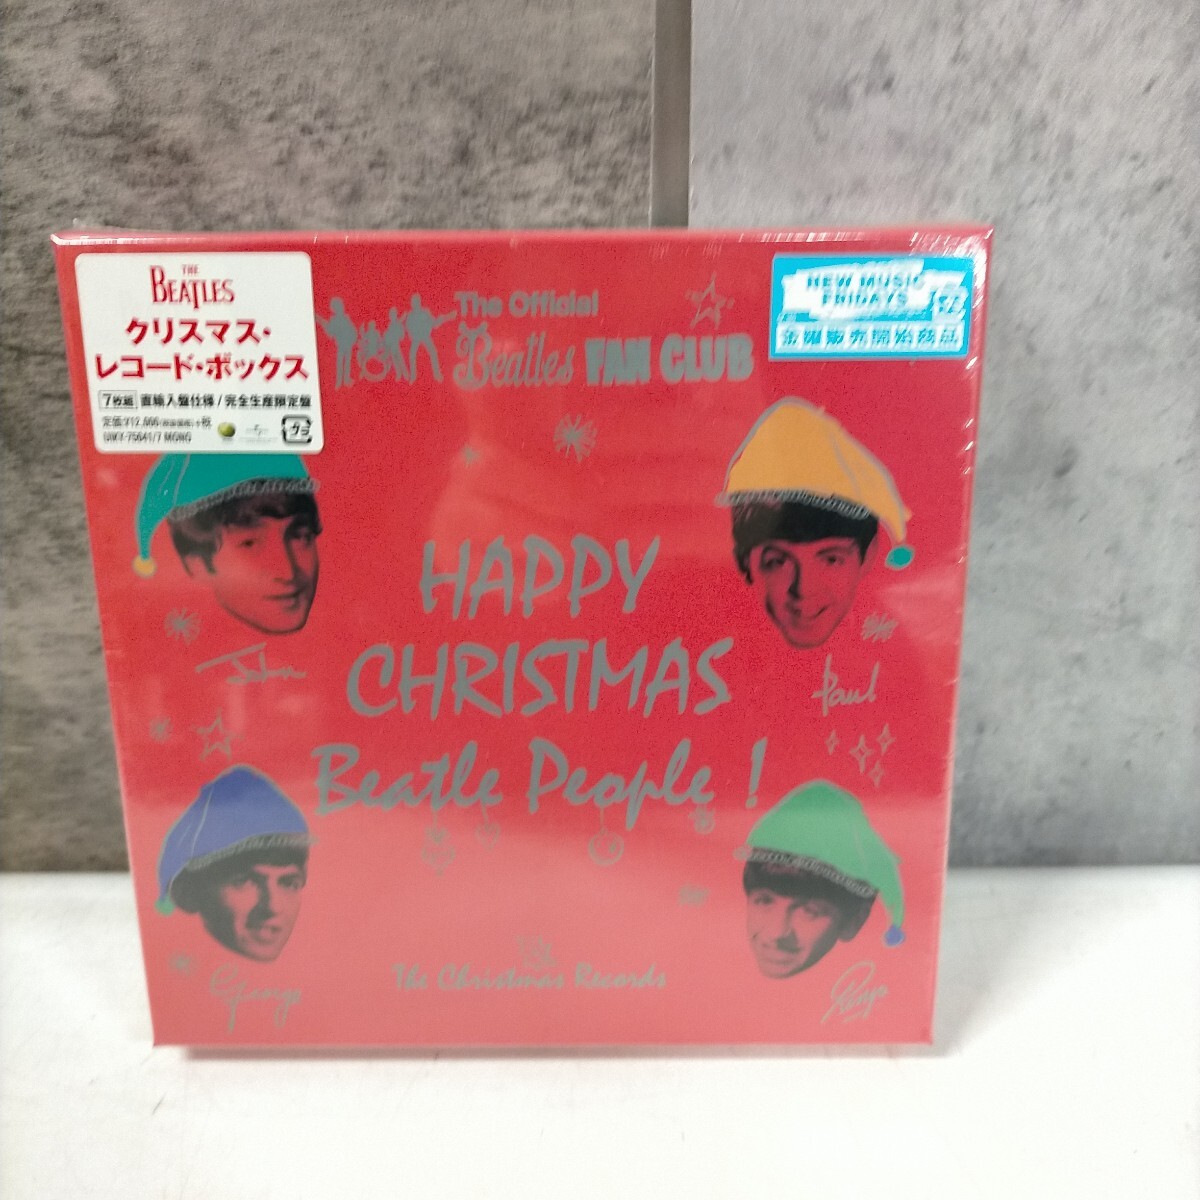 THE
BEATLES
クリスマス・
レコード・ボックス
7枚組 直輸入盤仕様/完全生産限定盤
The Official
Beatles FAN CLUB
NEW MUSIC
FRIDAYS
金曜販売開始商品
HAPPY
CHRISTMAS
Beatle People!
John
Paul
George
Ringo
The Christmas Records